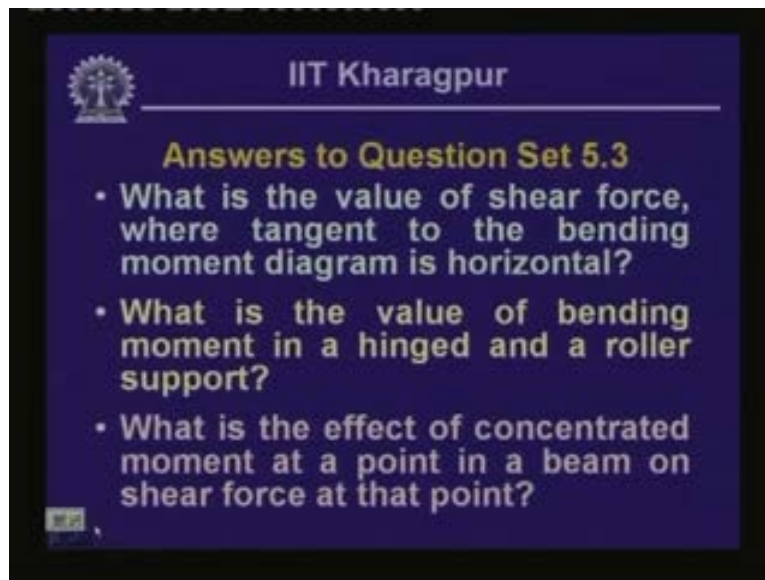 IIT Kharagpur
Answers to Question Set 5.3
• What is the value of shear force,
where tangent to the bending
moment diagram is horizontal?
• What is the value of bending
moment in a hinged and a roller
support?
• What is the effect of concentrated
moment at a point in a beam on
shear force at that point?